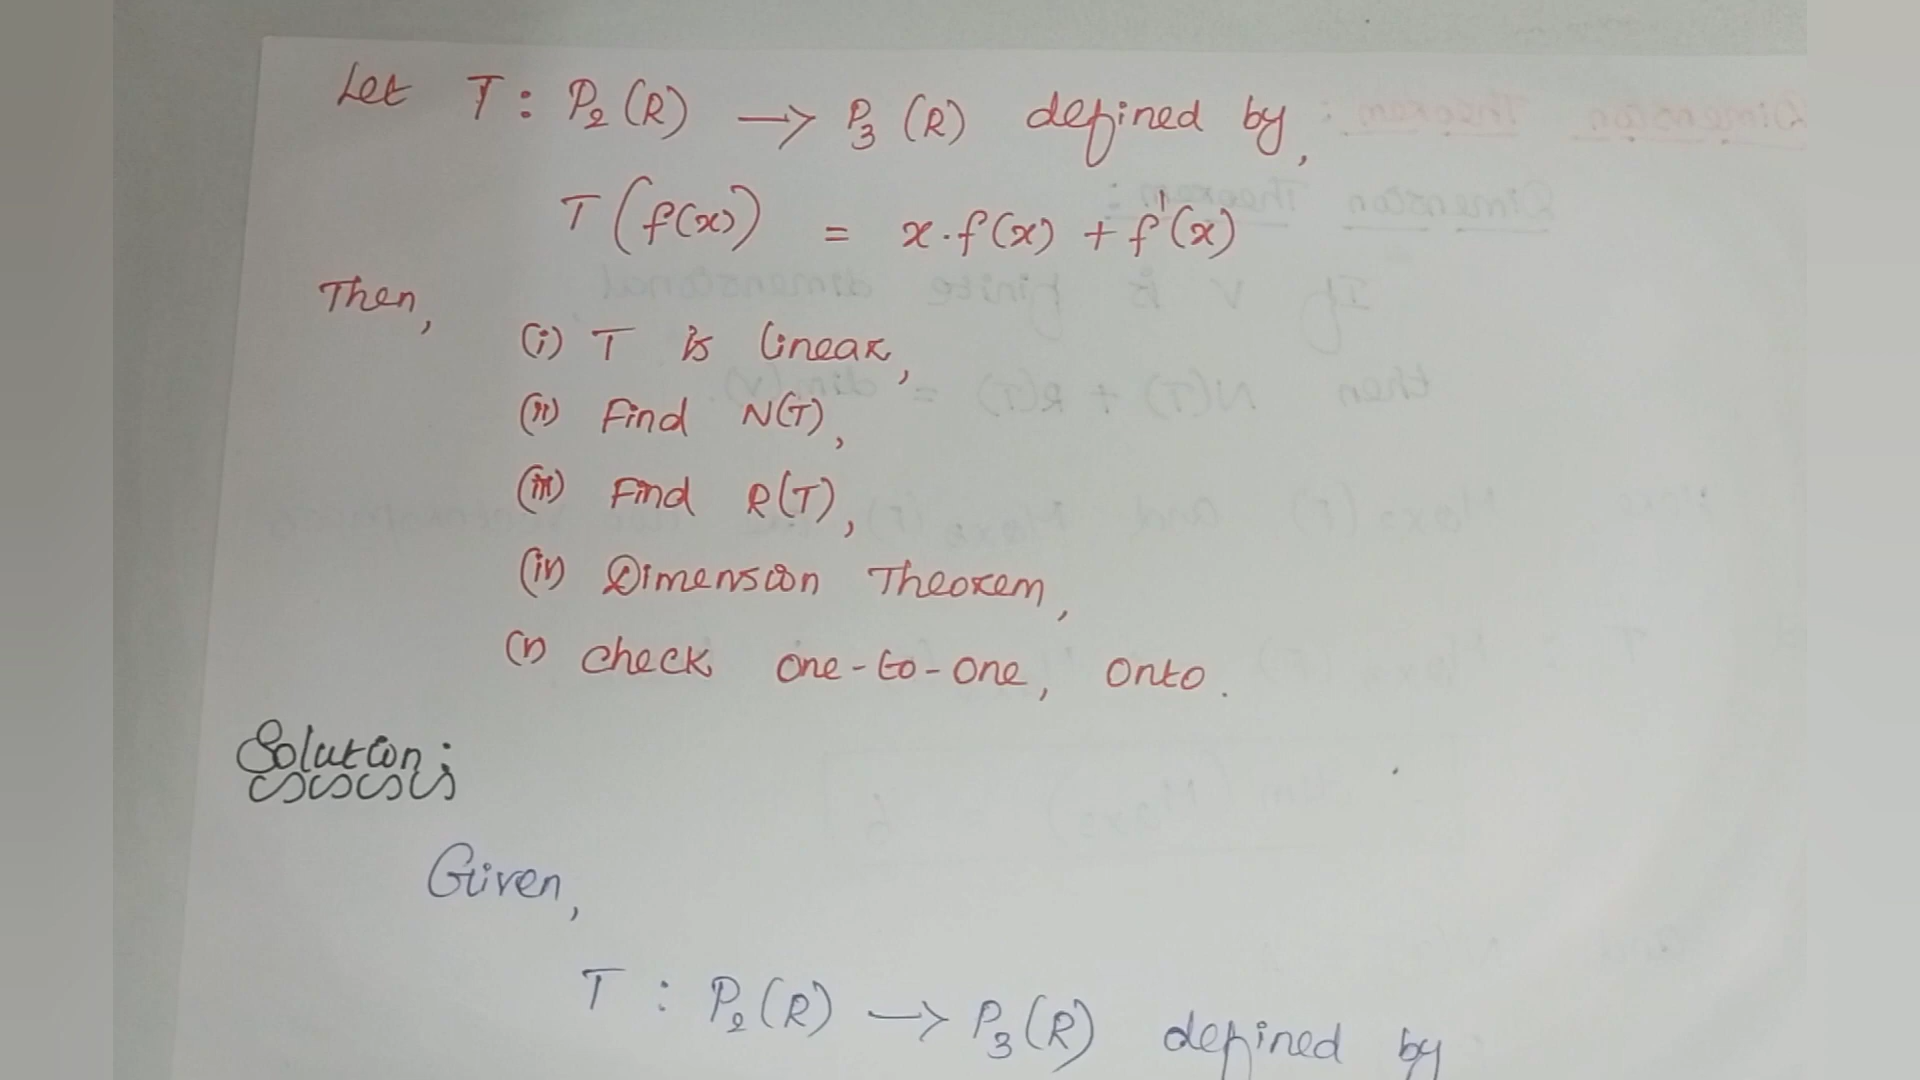 Let T : P₂(R) → P₃(R) defined by,
T(f(x)) = x·f(x) + f'(x)
Then,
(i) T is linear,
(ii) Find N(T),
(iii) Find R(T),
(iv) Dimension Theorem,
(v) check one-to-one, onto.
Solution:
Given,
T : P₂(R) → P₃(R) defined by